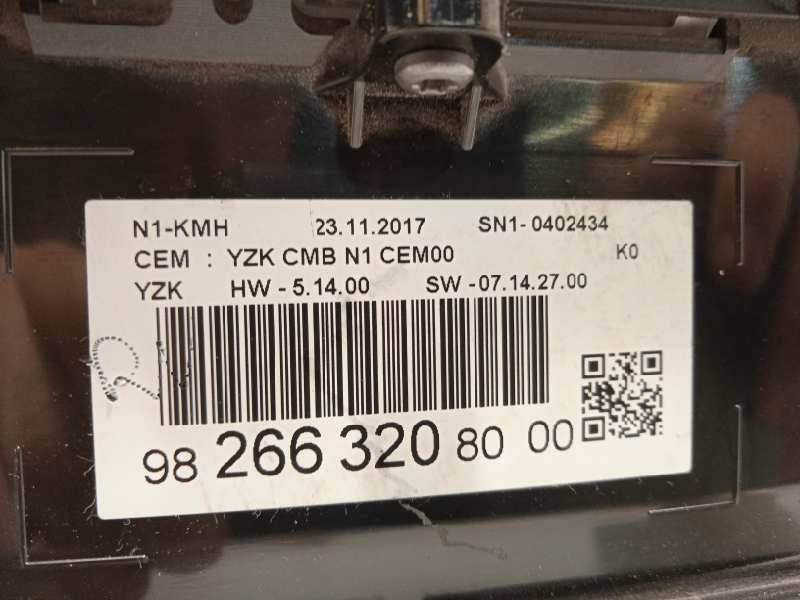 N1-KMH 23.11.2017 SN1- 0402434
CEM : YZK CMB N1 CEM00 K0
YZK HW - 5.14.00 SW -07.14.27.00
98 266 320 80 00